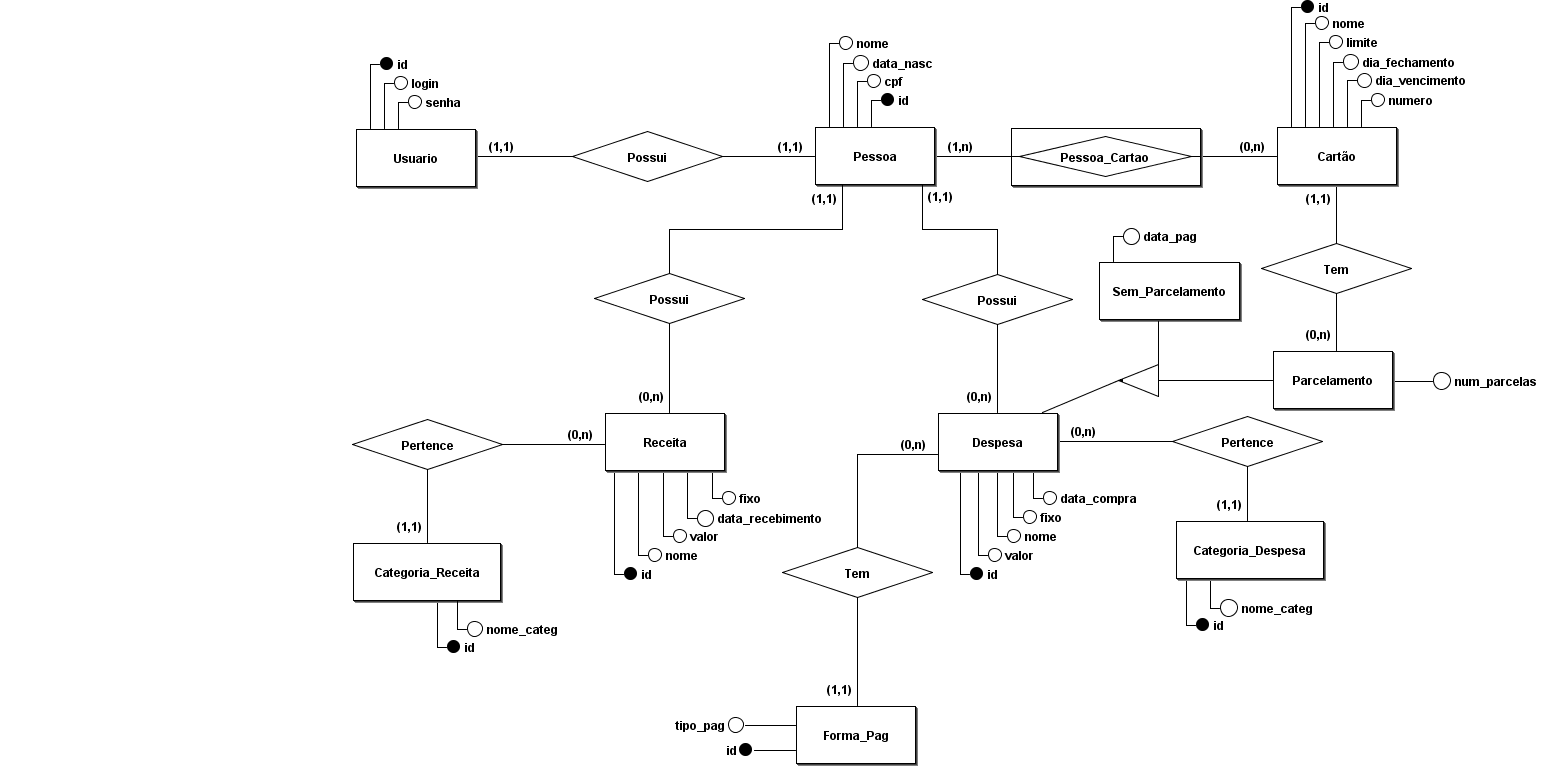 id
nome
limite
dia_fechamento
dia_vencimento
numero
nome
data_nasc
cpf
id
id
login
senha
Usuario
(1,1)
Possui
(1,1)
Pessoa
(1,n)
Pessoa_Cartao
(0,n)
Cartão
(1,1)
(1,1)
(1,1)
data_pag
Sem_Parcelamento
Tem
Possui
Possui
(0,n)
Parcelamento
num_parcelas
(0,n)
(0,n)
Pertence
(0,n)
Receita
(0,n)
Despesa
(0,n)
Pertence
fixo
data_recebimento
valor
nome
id
data_compra
fixo
nome
valor
id
(1,1)
(1,1)
Categoria_Receita
nome_categ
id
Tem
Categoria_Despesa
nome_categ
id
(1,1)
tipo_pag
id
Forma_Pag